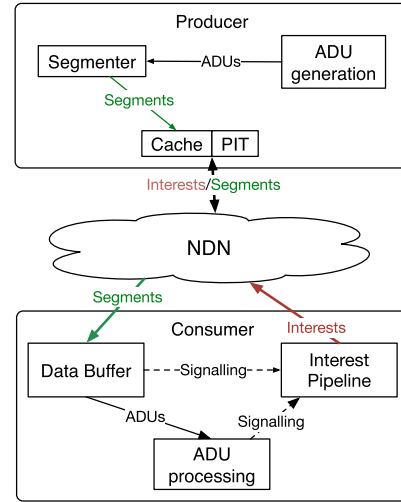 Producer
Segmenter
ADUs
ADU
generation
Segments
Cache
PIT
Interests/Segments
NDN
Segments
Interests
Consumer
Data Buffer
Signalling
Interest
Pipeline
ADUs
Signalling
ADU
processing